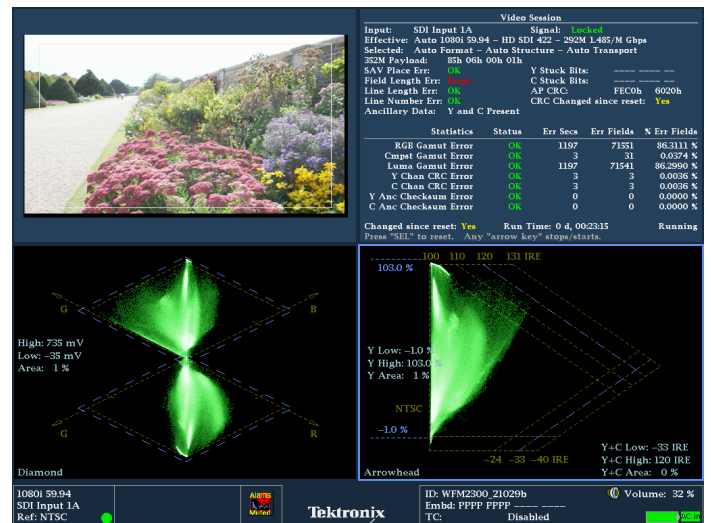 Video Session
Input: SDI Input 1A Signal: Locked
Effective: Auto 1080i 59.94 – HD SDI 422 – 292M 1.485/M Gbps
Selected: Auto Format – Auto Structure – Auto Transport
352M Payload: 85h 06h 00h 01h
SAV Place Err: OK Y Stuck Bits: –––– –––– –– ––
Field Length Err: Error C Stuck Bits: –––– –––– –– ––
Line Length Err: OK AP CRC: FEC0h 6020h
Line Number Err: OK CRC Changed since reset: Yes
Ancillary Data: Y and C Present
Statistics Status Err Secs Err Fields % Err Fields
RGB Gamut Error OK 1197 71551 86.3111 %
Cmpst Gamut Error OK 3 31 0.0374 %
Luma Gamut Error OK 1197 71541 86.2990 %
Y Chan CRC Error OK 3 3 0.0036 %
C Chan CRC Error OK 3 3 0.0036 %
Y Anc Checksum Error OK 0 0 0.0000 %
C Anc Checksum Error OK 0 0 0.0000 %
Changed since reset: Yes Run Time: 0 d, 00:23:15 Running
Press "SEL" to reset. Any "arrow key" stops/starts.
G B
High: 735 mV
Low: –35 mV
Area: 1 %
G R
Diamond
100 110 120 131 IRE
103.0 %
Y Low: –1.0 %
Y High: 103.0 %
Y Area: 1 %
NTSC
–1.0 %
–24 –33 –40 IRE
Y+C Low: –33 IRE
Y+C High: 120 IRE
Y+C Area: 0 %
Arrowhead
1080i 59.94
SDI Input 1A
Ref: NTSC
Alarms
Muted
Tektronix
ID: WFM2300_21029b Volume: 32 %
Embd: PPPP PPPP –––– ––––
TC: Disabled
AC In